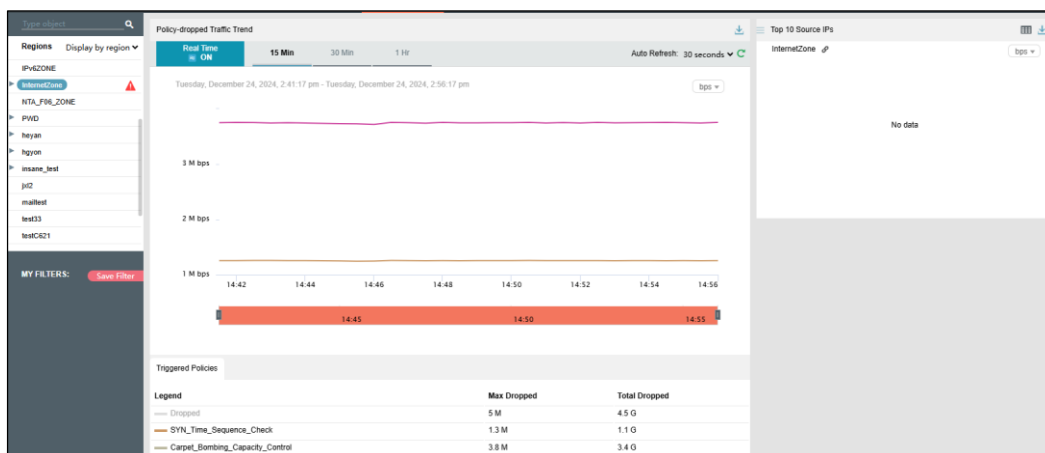 Type object
Regions Display by region
IPv6ZONE
InternetZone
NTA_F06_ZONE
PWD
heyan
hgyon
insane_test
jxl2
mailtest
test33
testC621
MY FILTERS: Save Filter
Policy-dropped Traffic Trend
Real Time
ON
15 Min 30 Min 1 Hr
Auto Refresh: 30 seconds
Tuesday, December 24, 2024, 2:41:17 pm - Tuesday, December 24, 2024, 2:56:17 pm
bps
3 M bps
2 M bps
1 M bps
14:42 14:44 14:46 14:48 14:50 14:52 14:54 14:56
14:45 14:50 14:55
Triggered Policies
Legend Max Dropped Total Dropped
Dropped 5 M 4.5 G
SYN_Time_Sequence_Check 1.3 M 1.1 G
Carpet_Bombing_Capacity_Control 3.8 M 3.4 G
Top 10 Source IPs
InternetZone
bps
No data